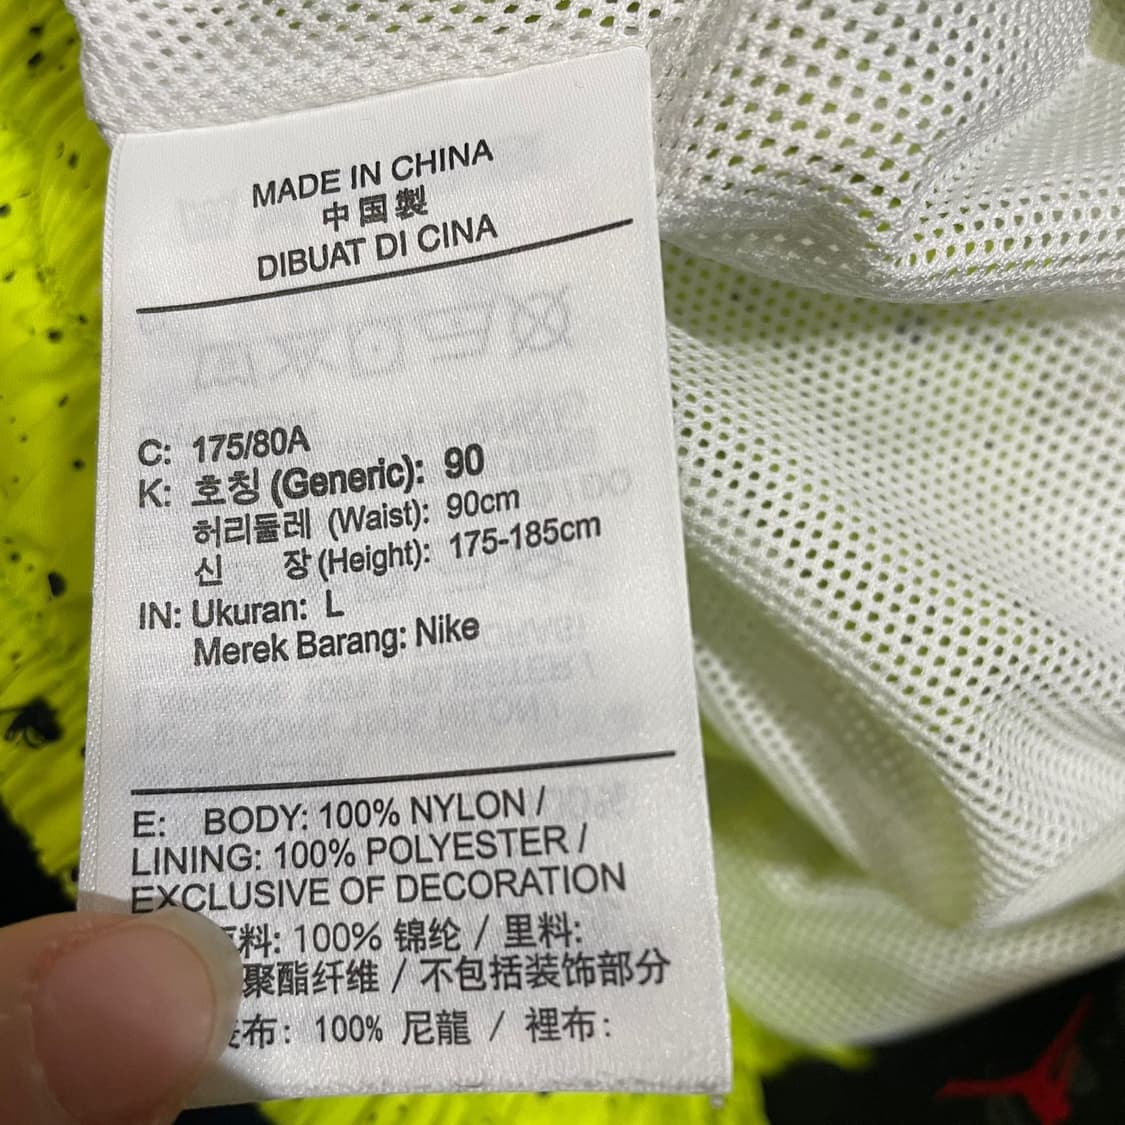 MADE IN CHINA
中国製
DIBUAT DI CINA
C: 175/80A
K: 호칭 (Generic): 90
허리둘레 (Waist): 90cm
신 장 (Height): 175-185cm
IN: Ukuran: L
Merek Barang: Nike
E: BODY: 100% NYLON /
LINING: 100% POLYESTER /
EXCLUSIVE OF DECORATION
料: 100% 锦纶 / 里料:
聚酯纤维 / 不包括装饰部分
布: 100% 尼龍 / 裡布: